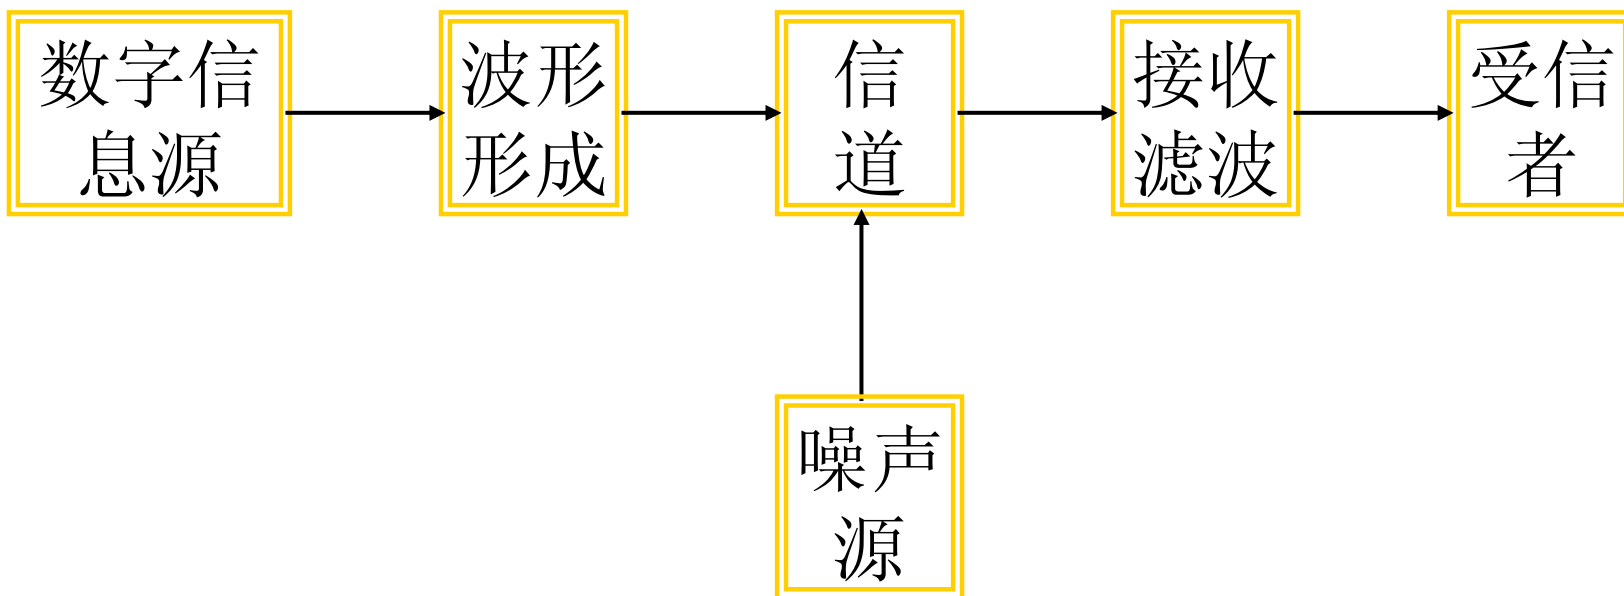 数字信
息源
波形
形成
信
道
接收
滤波
受信
者
噪声
源